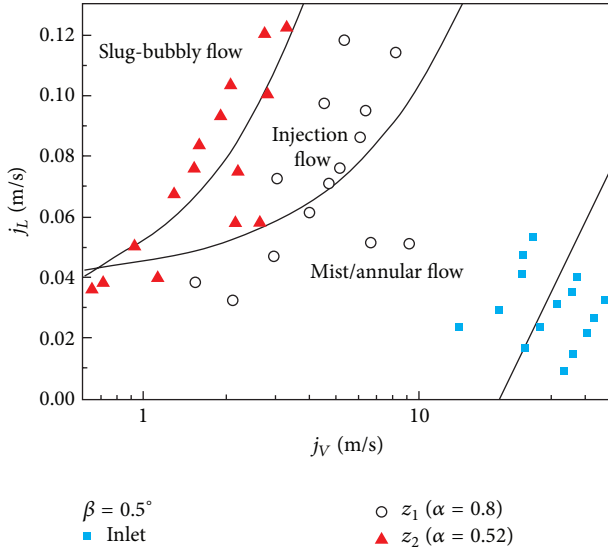 Slug-bubbly flow
Injection
flow
Mist/annular flow
j_L (m/s)
0.12
0.10
0.08
0.06
0.04
0.02
0.00
1
10
j_V (m/s)
β = 0.5°
Inlet
z₁ (α = 0.8)
z₂ (α = 0.52)